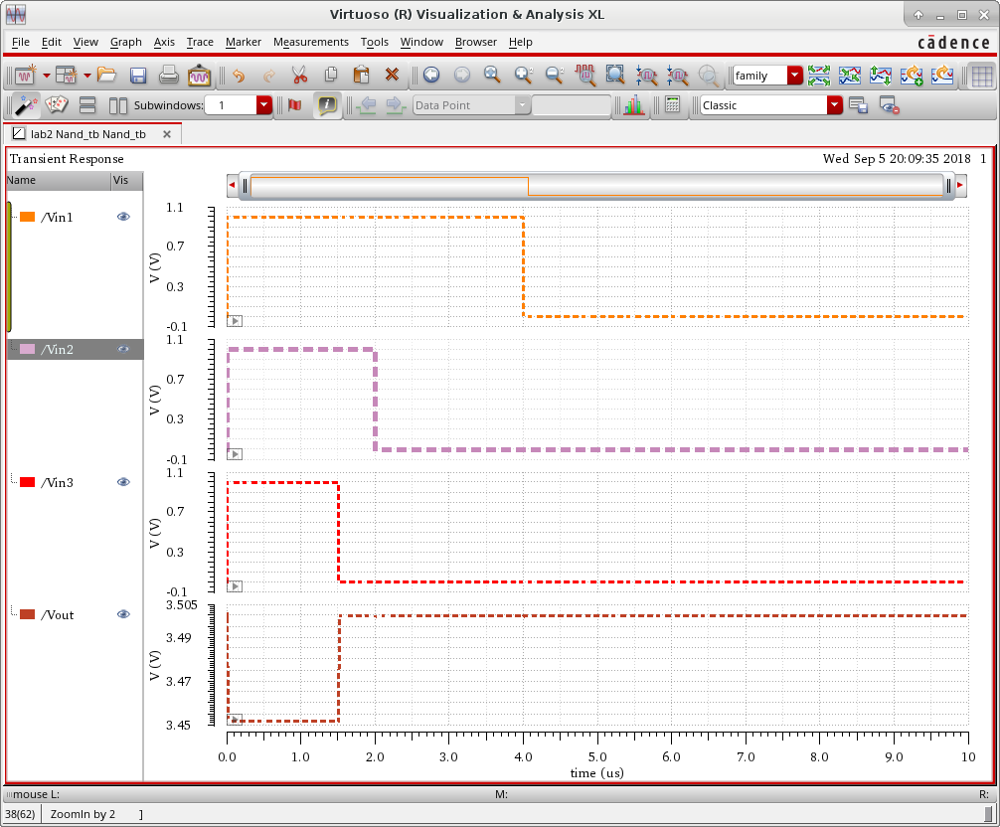 Virtuoso (R) Visualization & Analysis XL
File Edit View Graph Axis Trace Marker Measurements Tools Window Browser Help
cādence
family
Subwindows: 1 Data Point Classic
lab2 Nand_tb Nand_tb
Transient Response Wed Sep 5 20:09:35 2018 1
Name Vis
/Vin1
1.1
0.7
0.3
-0.1
V (V)
/Vin2
1.1
0.7
0.3
-0.1
V (V)
/Vin3
1.1
0.7
0.3
-0.1
V (V)
/Vout
3.505
3.49
3.47
3.45
V (V)
0.0 1.0 2.0 3.0 4.0 5.0 6.0 7.0 8.0 9.0 10
time (us)
mouse L: M: R:
38(62) ZoomIn by 2 ]